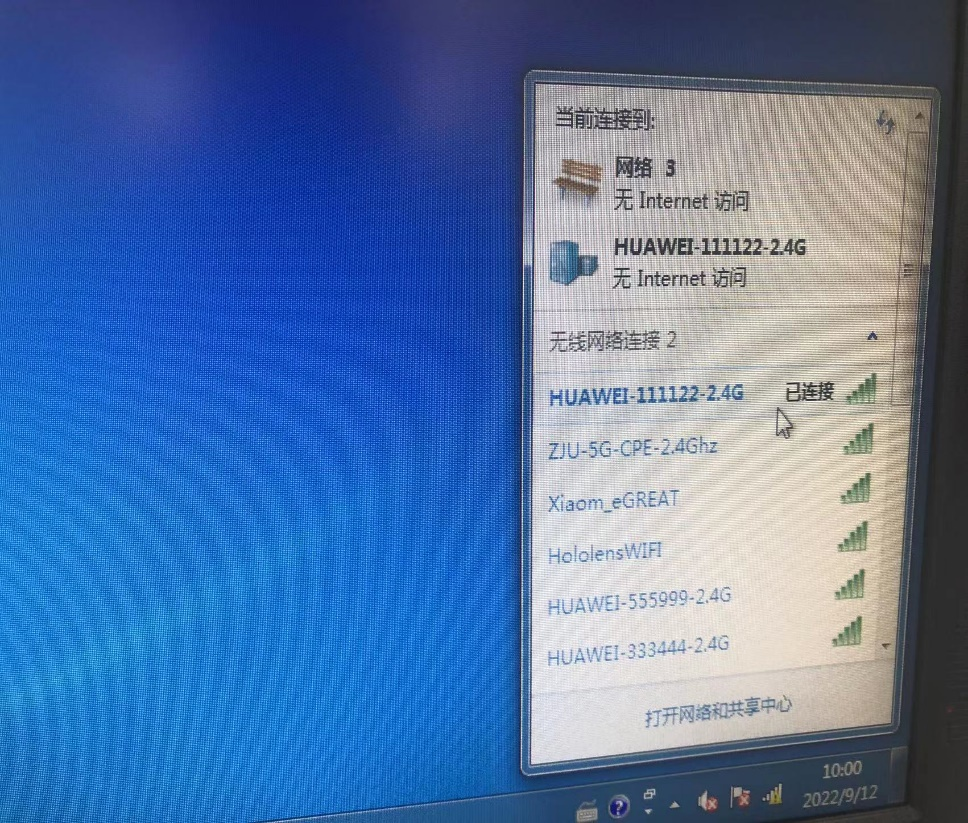 当前连接到:
网络 3
无 Internet 访问
HUAWEI-111122-2.4G
无 Internet 访问
无线网络连接 2
HUAWEI-111122-2.4G 已连接
ZJU-5G-CPE-2.4Ghz
Xiaom_eGREAT
HololensWIFI
HUAWEI-555999-2.4G
HUAWEI-333444-2.4G
打开网络和共享中心
10:00
2022/9/12